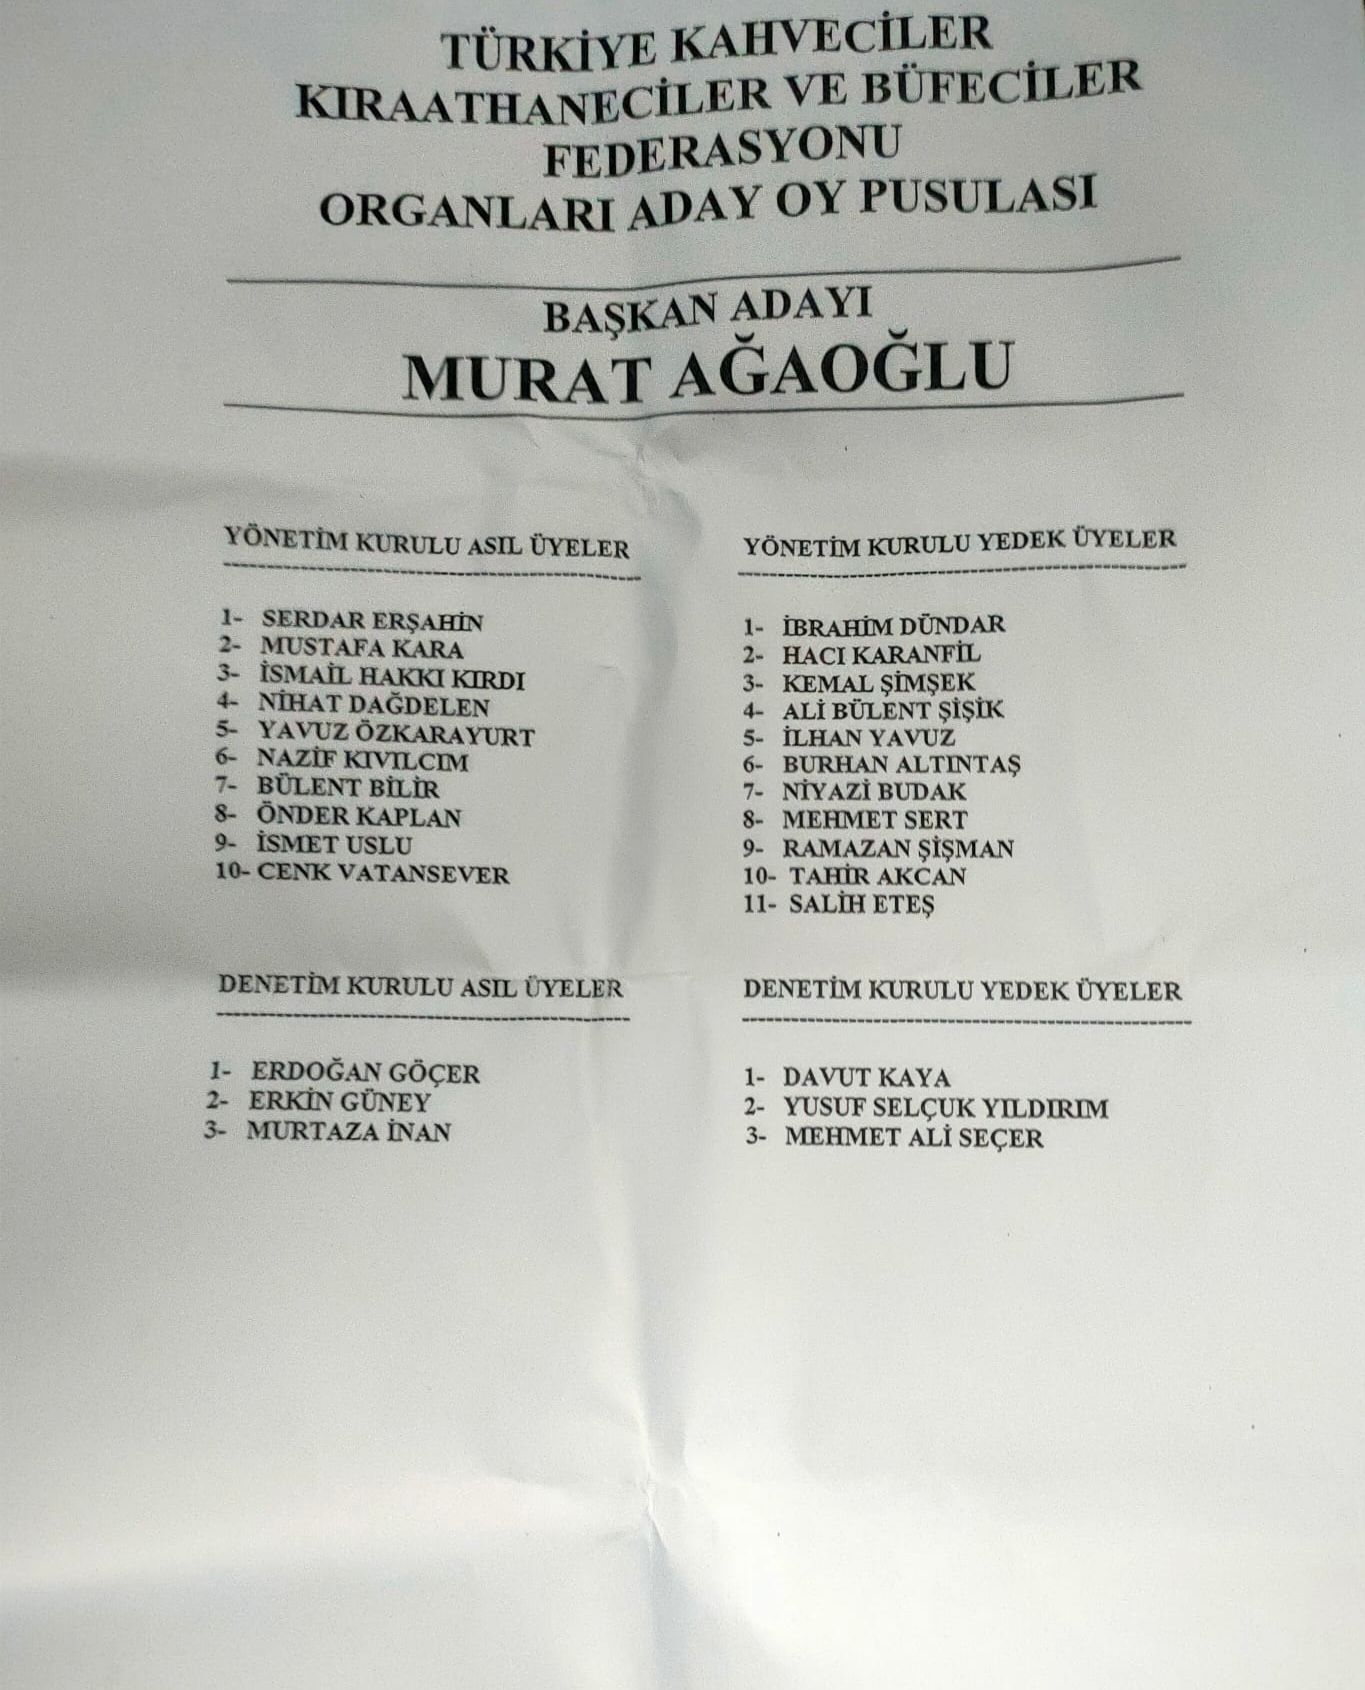 TÜRKİYE KAHVECİLER
KIRAATHANECİLER VE BÜFECİLER
FEDERASYONU
ORGANLARI ADAY OY PUSULASI
BAŞKAN ADAYI
MURAT AĞAOĞLU
YÖNETİM KURULU ASIL ÜYELER
1- SERDAR ERŞAHİN
2- MUSTAFA KARA
3- İSMAİL HAKKI KIRDI
4- NİHAT DAĞDELEN
5- YAVUZ ÖZKARAYURT
6- NAZİF KIVILCIM
7- BÜLENT BİLİR
8- ÖNDER KAPLAN
9- İSMET USLU
10- CENK VATANSEVER
YÖNETİM KURULU YEDEK ÜYELER
1- İBRAHİM DÜNDAR
2- HACI KARANFİL
3- KEMAL ŞİMŞEK
4- ALİ BÜLENT ŞİŞİK
5- İLHAN YAVUZ
6- BURHAN ALTINTAŞ
7- NİYAZİ BUDAK
8- MEHMET SERT
9- RAMAZAN ŞİŞMAN
10- TAHİR AKCAN
11- SALİH ETEŞ
DENETİM KURULU ASIL ÜYELER
1- ERDOĞAN GÖÇER
2- ERKİN GÜNEY
3- MURTAZA İNAN
DENETİM KURULU YEDEK ÜYELER
1- DAVUT KAYA
2- YUSUF SELÇUK YILDIRIM
3- MEHMET ALİ SEÇER